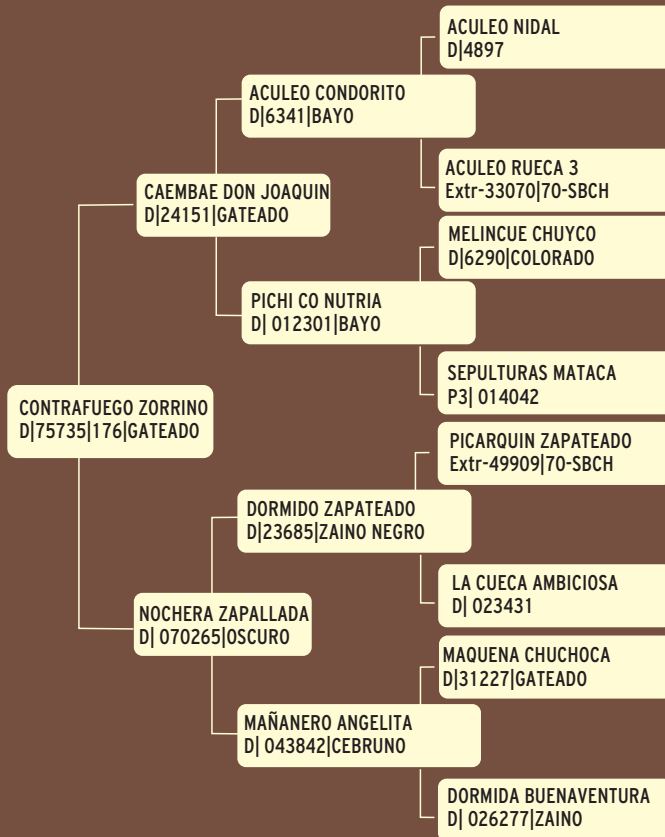 ACULEO NIDAL
D|4897
ACULEO CONDORITO
D|6341|BAYO
ACULEO RUECA 3
Extr-33070|70-SBCH
CAEMBAE DON JOAQUIN
D|24151|GATEADO
MELINCUE CHUYCO
D|6290|COLORADO
PICHI CO NUTRIA
D| 012301|BAYO
SEPULTURAS MATACA
P3| 014042
CONTRAFUEGO ZORRINO
D|75735|176|GATEADO
PICARQUIN ZAPATEADO
Extr-49909|70-SBCH
DORMIDO ZAPATEADO
D|23685|ZAINO NEGRO
LA CUECA AMBICIOSA
D| 023431
NOCHERA ZAPALLADA
D| 070265|OSCURO
MAQUENA CHUCHOCA
D|31227|GATEADO
MAÑANERO ANGELITA
D| 043842|CEBRUNO
DORMIDA BUENAVENTURA
D| 026277|ZAINO